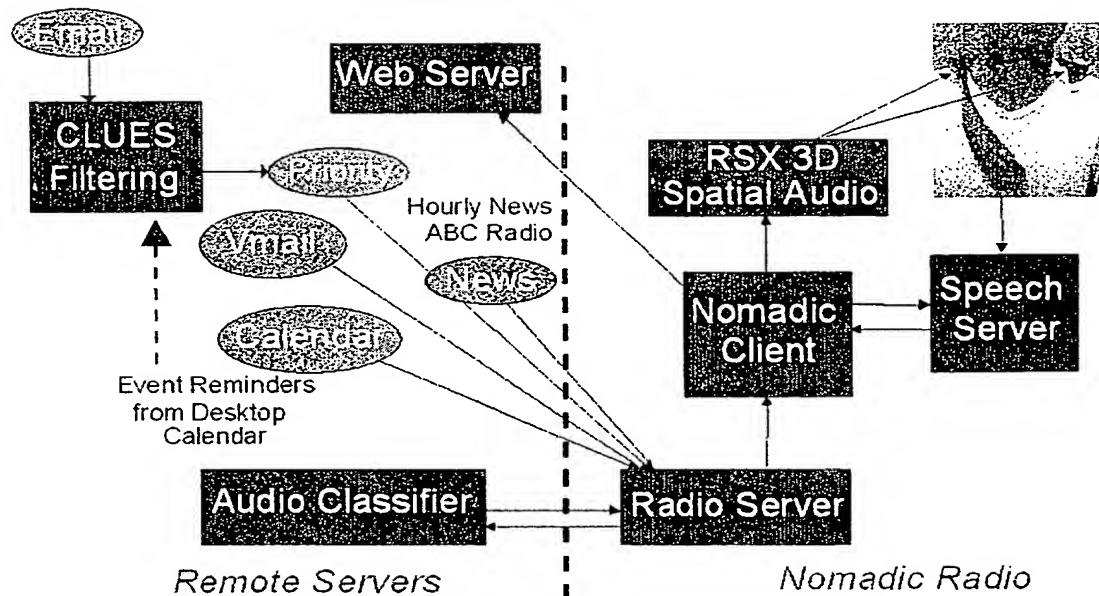 Email
Web Server
CLUES
Filtering
Priority
Hourly News
ABC Radio
Vmail
News
Calendar
Event Reminders
from Desktop
Calendar
Audio Classifier
Remote Servers
RSX 3D
Spatial Audio
Nomadic
Client
Speech
Server
Radio Server
Nomadic Radio